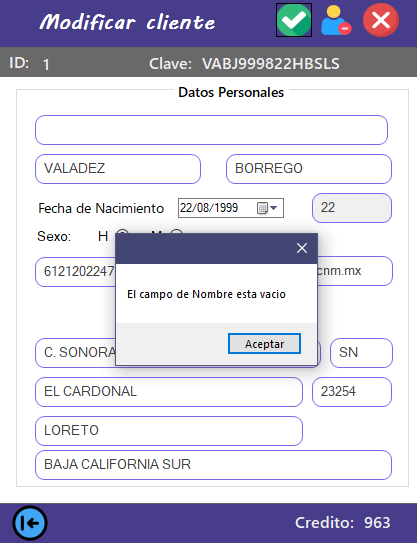 Modificar cliente
ID: 1 Clave: VABJ999822HBSLS
Datos Personales
VALADEZ BORREGO
Fecha de Nacimiento 22/08/1999 22
Sexo: H
6121202247 cnm.mx
El campo de Nombre esta vacio
Aceptar
C. SONORA SN
EL CARDONAL 23254
LORETO
BAJA CALIFORNIA SUR
Credito: 963